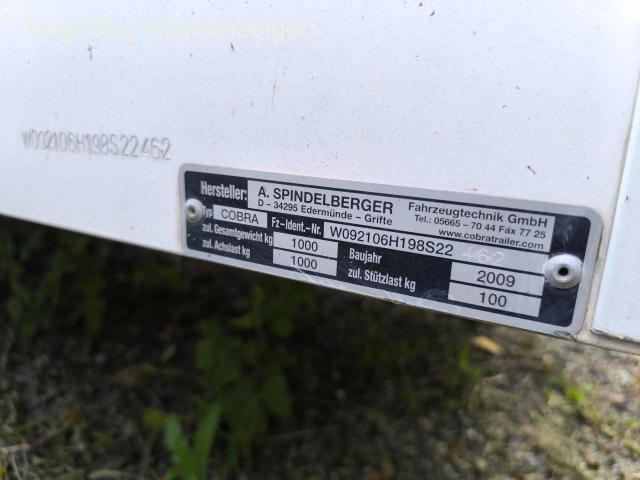 Segelflug Kleinanzeigen
W092106H198S22462
Hersteller: A. SPINDELBERGER Fahrzeugtechnik GmbH
D - 34295 Edermünde - Grifte Tel.: 05665 - 70 44 Fax 77 25
www.cobratrailer.com
Typ COBRA Fz-Ident.-Nr. W092106H198S22 462
zul. Gesamtgewicht kg 1000 Baujahr 2009
zul. Achslast kg 1000 zul. Stützlast kg 100